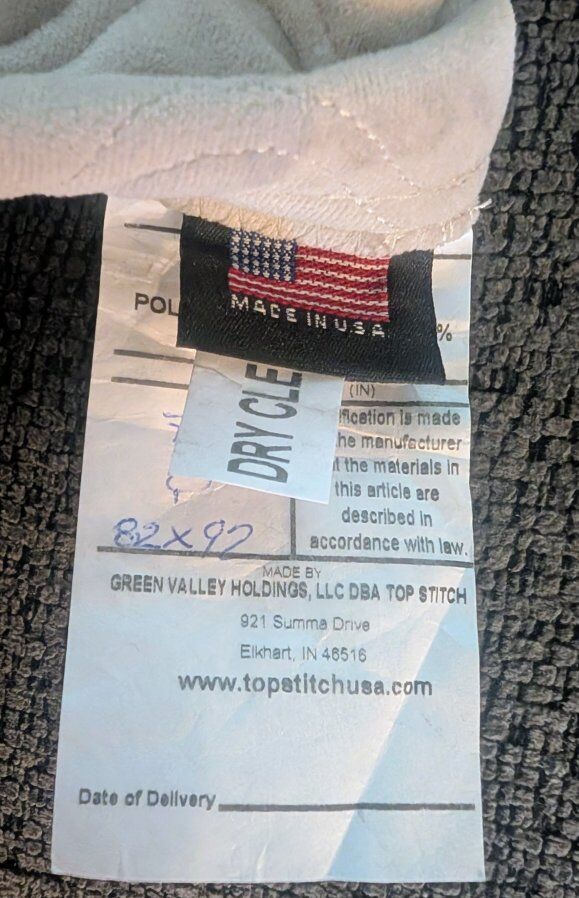 MADE IN USA
POL
%
DRY CLE
(IN)
ification is made
he manufacturer
t the materials in
this article are
described in
accordance with law.
82 x 97
MADE BY
GREEN VALLEY HOLDINGS, LLC DBA TOP STITCH
921 Summa Drive
Elkhart, IN 46516
www.topstitchusa.com
Date of Delivery